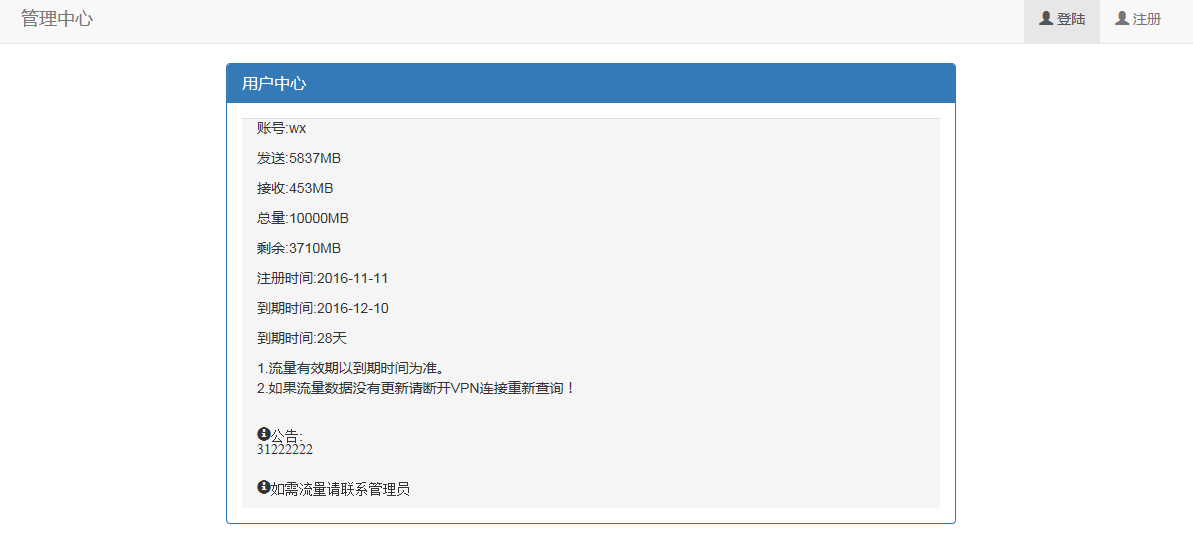 管理中心
登陆
注册
用户中心
账号:wx
发送:5837MB
接收:453MB
总量:10000MB
剩余:3710MB
注册时间:2016-11-11
到期时间:2016-12-10
到期时间:28天
1.流量有效期以到期时间为准。
2.如果流量数据没有更新请断开VPN连接重新查询！
公告:
31222222
如需流量请联系管理员